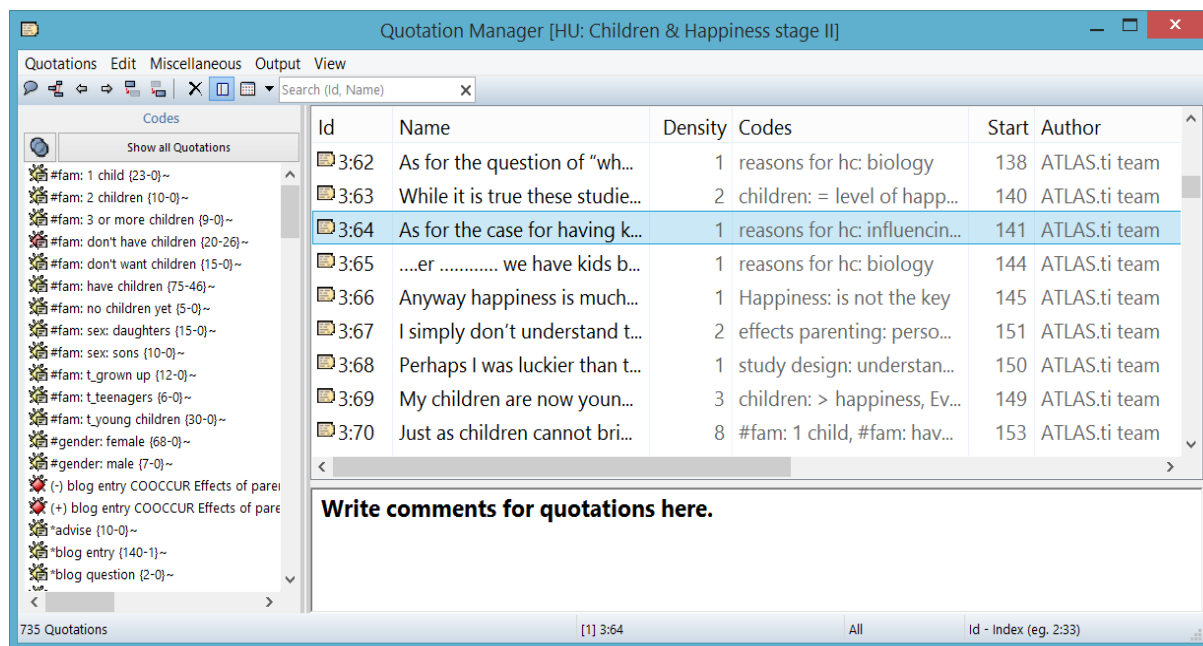 Quotation Manager [HU: Children & Happiness stage II]
Quotations Edit Miscellaneous Output View
Search (Id, Name)
Codes
Show all Quotations
#fam: 1 child {23-0}~
#fam: 2 children {10-0}~
#fam: 3 or more children {9-0}~
#fam: don't have children {20-26}~
#fam: don't want children {15-0}~
#fam: have children {75-46}~
#fam: no children yet {5-0}~
#fam: sex: daughters {15-0}~
#fam: sex: sons {10-0}~
#fam: t_grown up {12-0}~
#fam: t_teenagers {6-0}~
#fam: t_young children {30-0}~
#gender: female {68-0}~
#gender: male {7-0}~
(-) blog entry COOCCUR Effects of parer
(+) blog entry COOCCUR Effects of pare
*advise {10-0}~
*blog entry {140-1}~
*blog question {2-0}~
Id Name Density Codes Start Author
3:62 As for the question of “wh... 1 reasons for hc: biology 138 ATLAS.ti team
3:63 While it is true these studie... 2 children: = level of happ... 140 ATLAS.ti team
3:64 As for the case for having k... 1 reasons for hc: influencin... 141 ATLAS.ti team
3:65 ....er ............ we have kids b... 1 reasons for hc: biology 144 ATLAS.ti team
3:66 Anyway happiness is much... 1 Happiness: is not the key 145 ATLAS.ti team
3:67 I simply don’t understand t... 2 effects parenting: perso... 151 ATLAS.ti team
3:68 Perhaps I was luckier than t... 1 study design: understan... 150 ATLAS.ti team
3:69 My children are now youn... 3 children: > happiness, Ev... 149 ATLAS.ti team
3:70 Just as children cannot bri... 8 #fam: 1 child, #fam: hav... 153 ATLAS.ti team
Write comments for quotations here.
735 Quotations [1] 3:64 All Id - Index (eg. 2:33)